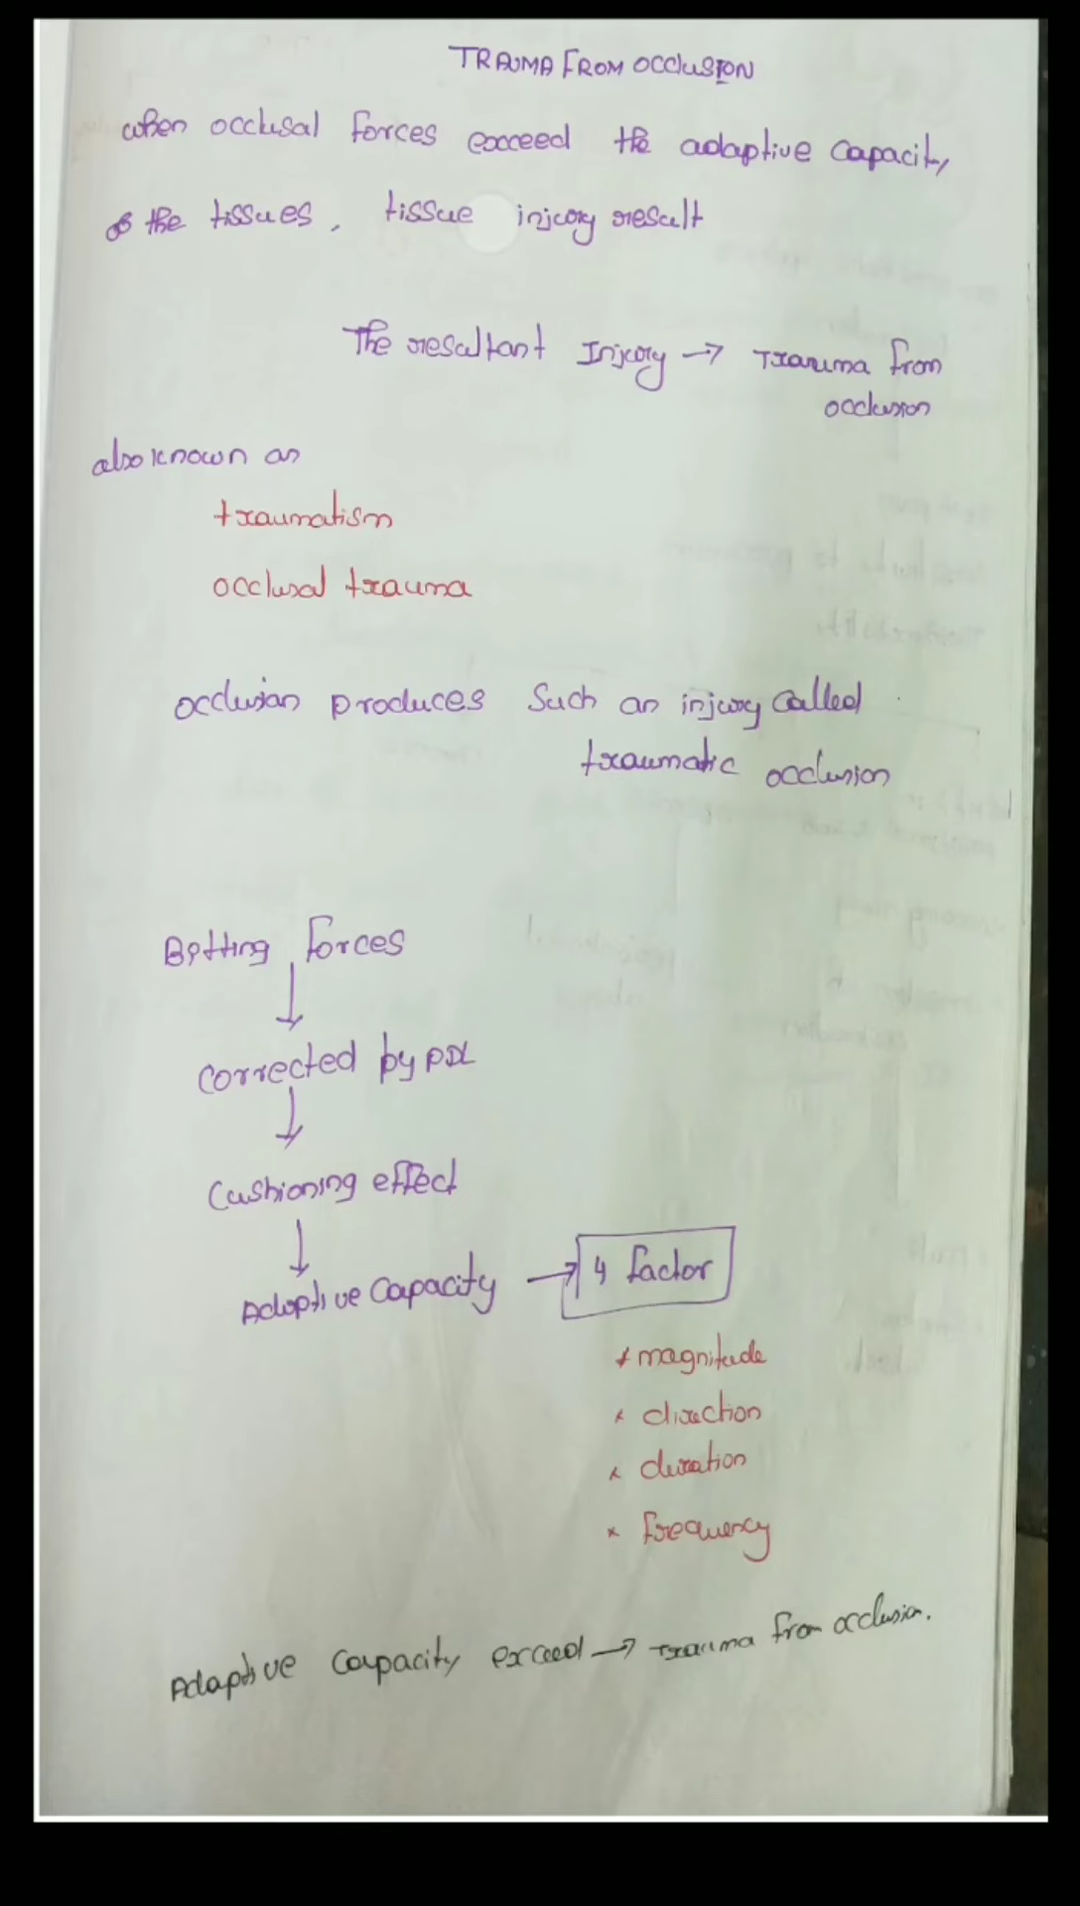 TRAUMA FROM OCCLUSION
when occlusal forces exceed the adaptive capacity
of the tissues, tissue injury result
The resultant Injury → Trauma from
occlusion
also known as
traumatism
occlusal trauma
occlusion produces such an injury called
traumatic occlusion
Bitting forces
↓
corrected by PDL
↓
Cushioning effect
↓
Adaptive Capacity → 4 factor
* magnitude
* direction
* duration
* frequency
Adaptive Capacity exceed → Trauma from occlusion.